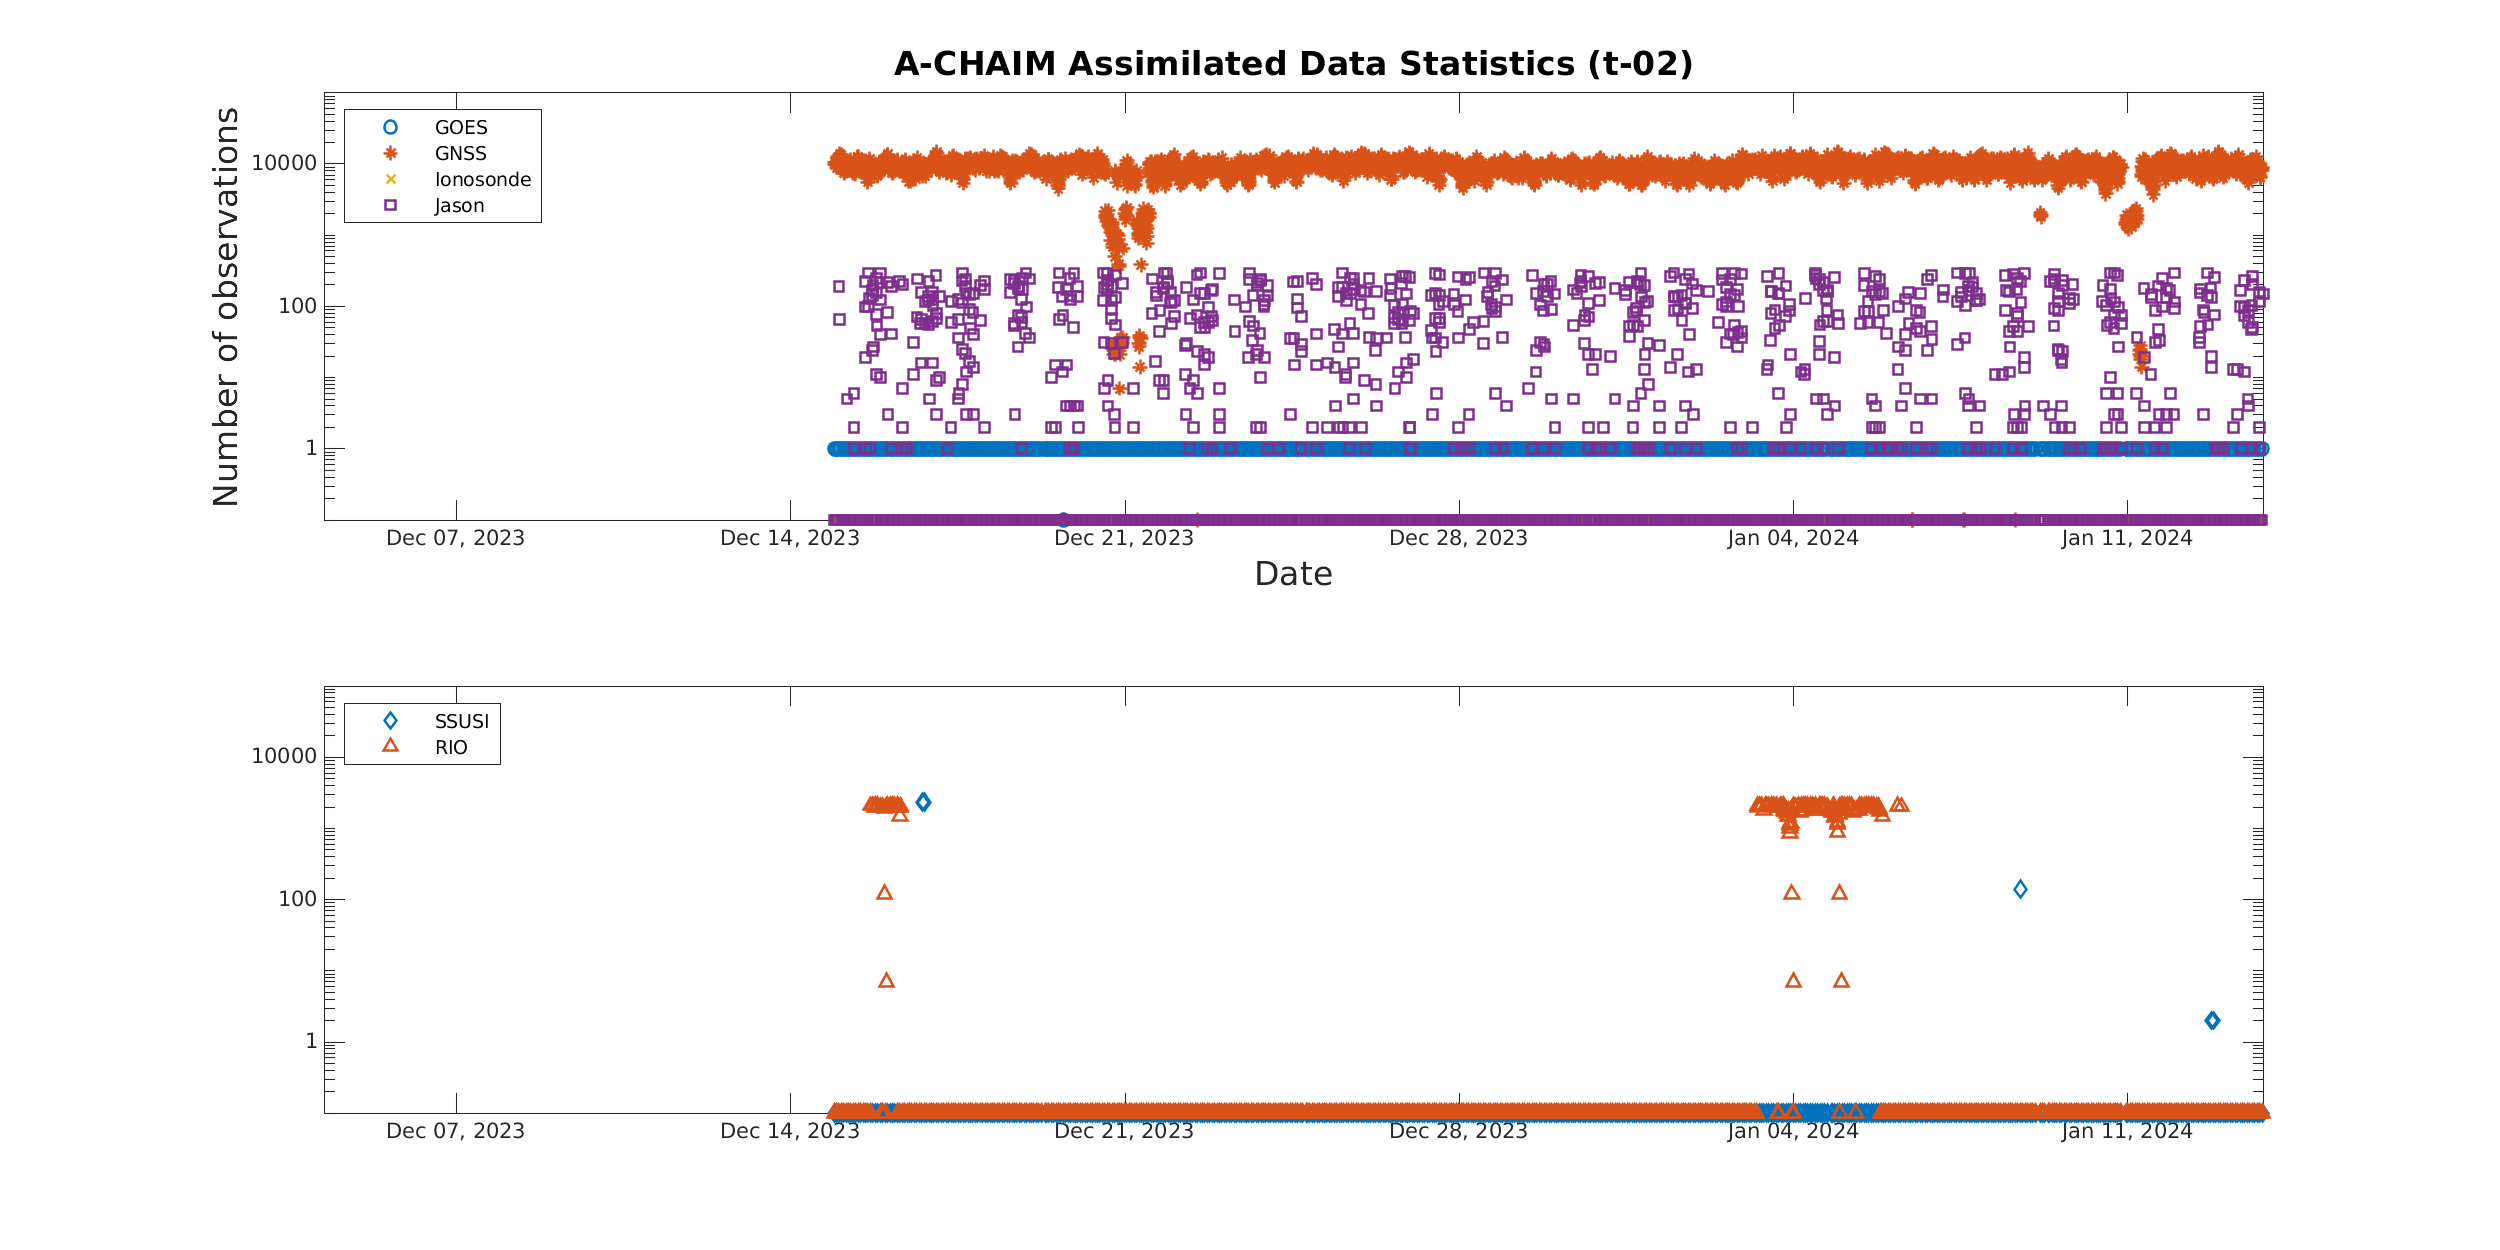 A-CHAIM Assimilated Data Statistics (t-02)
Number of observations
10000
100
1
GOES
GNSS
Ionosonde
Jason
Dec 07, 2023
Dec 14, 2023
Dec 21, 2023
Dec 28, 2023
Jan 04, 2024
Jan 11, 2024
Date
10000
100
1
SSUSI
RIO
Dec 07, 2023
Dec 14, 2023
Dec 21, 2023
Dec 28, 2023
Jan 04, 2024
Jan 11, 2024